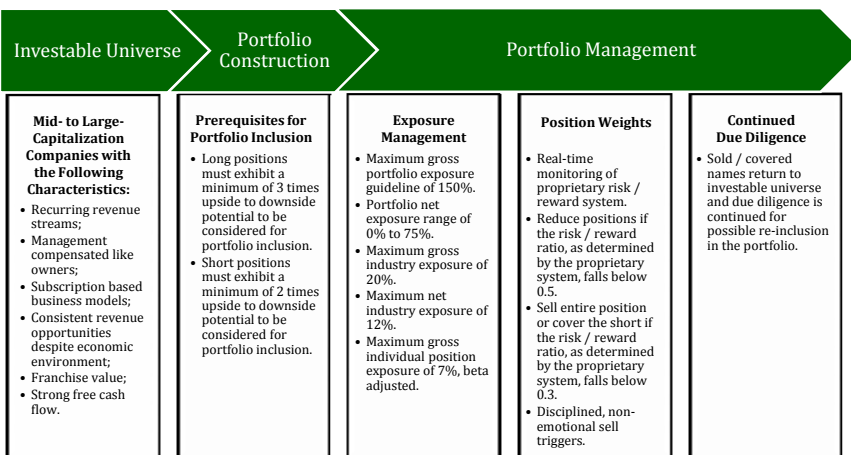 Investable Universe
Portfolio
Construction
Portfolio Management
Mid- to Large-
Capitalization
Companies with
the Following
Characteristics:
• Recurring revenue
streams;
• Management
compensated like
owners;
• Subscription based
business models;
• Consistent revenue
opportunities
despite economic
environment;
• Franchise value;
• Strong free cash
flow.
Prerequisites for
Portfolio Inclusion
• Long positions
must exhibit a
minimum of 3 times
upside to downside
potential to be
considered for
portfolio inclusion.
• Short positions
must exhibit a
minimum of 2 times
upside to downside
potential to be
considered for
portfolio inclusion.
Exposure
Management
• Maximum gross
portfolio exposure
guideline of 150%.
• Portfolio net
exposure range of
0% to 75%.
• Maximum gross
industry exposure of
20%.
• Maximum net
industry exposure of
12%.
• Maximum gross
individual position
exposure of 7%, beta
adjusted.
Position Weights
• Real-time
monitoring of
proprietary risk /
reward system.
• Reduce positions if
the risk / reward
ratio, as determined
by the proprietary
system, falls below
0.5.
• Sell entire position
or cover the short if
the risk / reward
ratio, as determined
by the proprietary
system, falls below
0.3.
• Disciplined, non-
emotional sell
triggers.
Continued
Due Diligence
• Sold / covered
names return to
investable universe
and due diligence is
continued for
possible re-inclusion
in the portfolio.